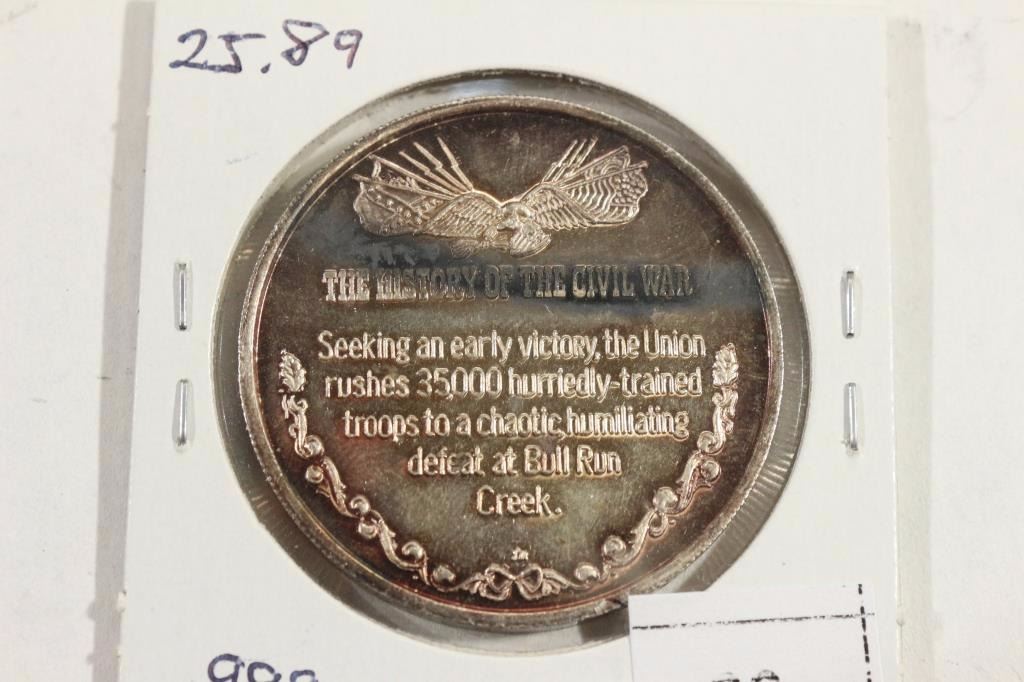 25.89
THE HISTORY OF THE CIVIL WAR
Seeking an early victory, the Union
rushes 35,000 hurriedly-trained
troops to a chaotic, humiliating
defeat at Bull Run
Creek.
.999